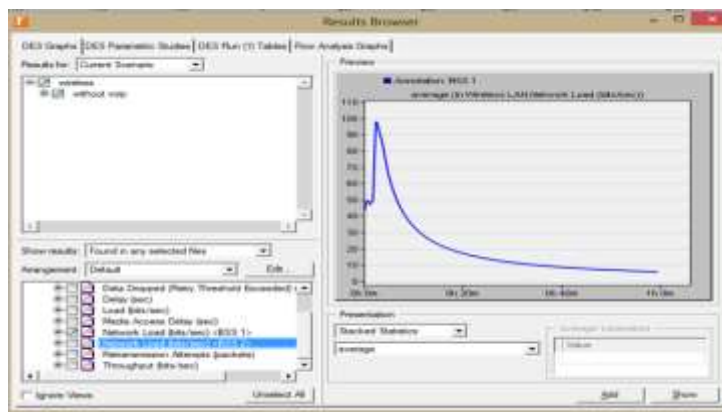 Results Browser
DES Graphs DES Parametric Studies DES Run (1) Tables Flow Analysis Graphs
Results for: Current Scenario
wireless
without voip
Show results: Found in any selected files
Arrangement: Default Edit...
Data Dropped (Retry Threshold Exceeded)
Delay (sec)
Load (bits/sec)
Media Access Delay (sec)
Network Load (bits/sec) <BSS 1>
Network Load (bits/sec) <BSS 2>
Retransmission Attempts (packets)
Throughput (bits/sec)
Ignore Views Unselect All
Preview
Annotation: BSS 1
average (in Wireless LAN.Network Load (bits/sec))
110
100
90
80
70
60
50
40
30
20
10
0
0h 0m 0h 20m 0h 40m 1h 0m
Presentation
Stacked Statistics
average
Value
Add Show